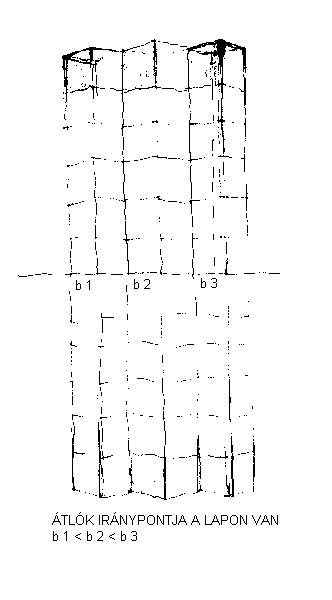 b 1 b 2 b 3
ÁTLÓK IRÁNYPONTJA A LAPON VAN
b 1 < b 2 < b 3